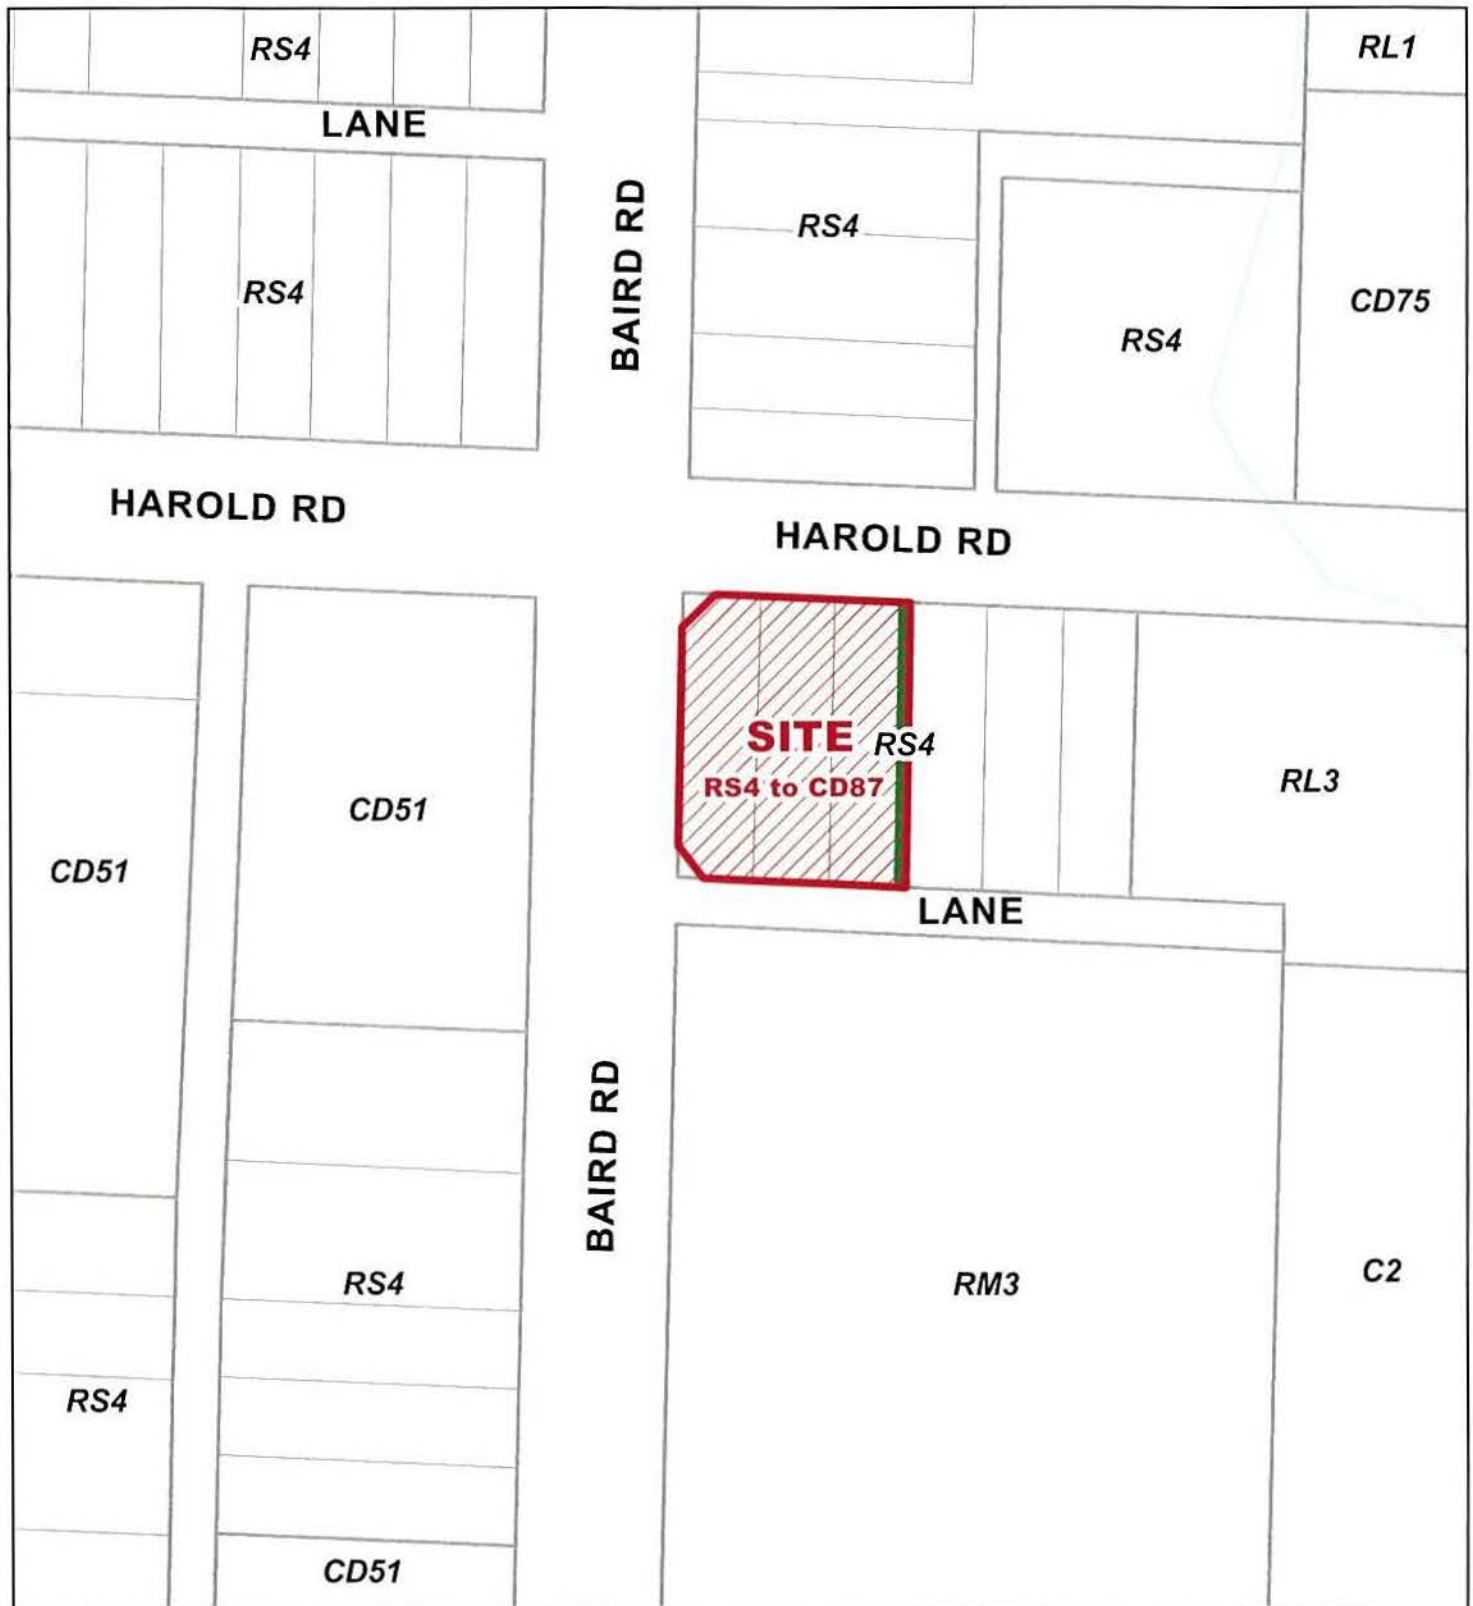 RS4
RL1
LANE
RS4
BAIRD RD
RS4
RS4
CD75
HAROLD RD
HAROLD RD
SITE
RS4
RS4 to CD87
RL3
CD51
CD51
LANE
BAIRD RD
RS4
RM3
C2
RS4
CD51